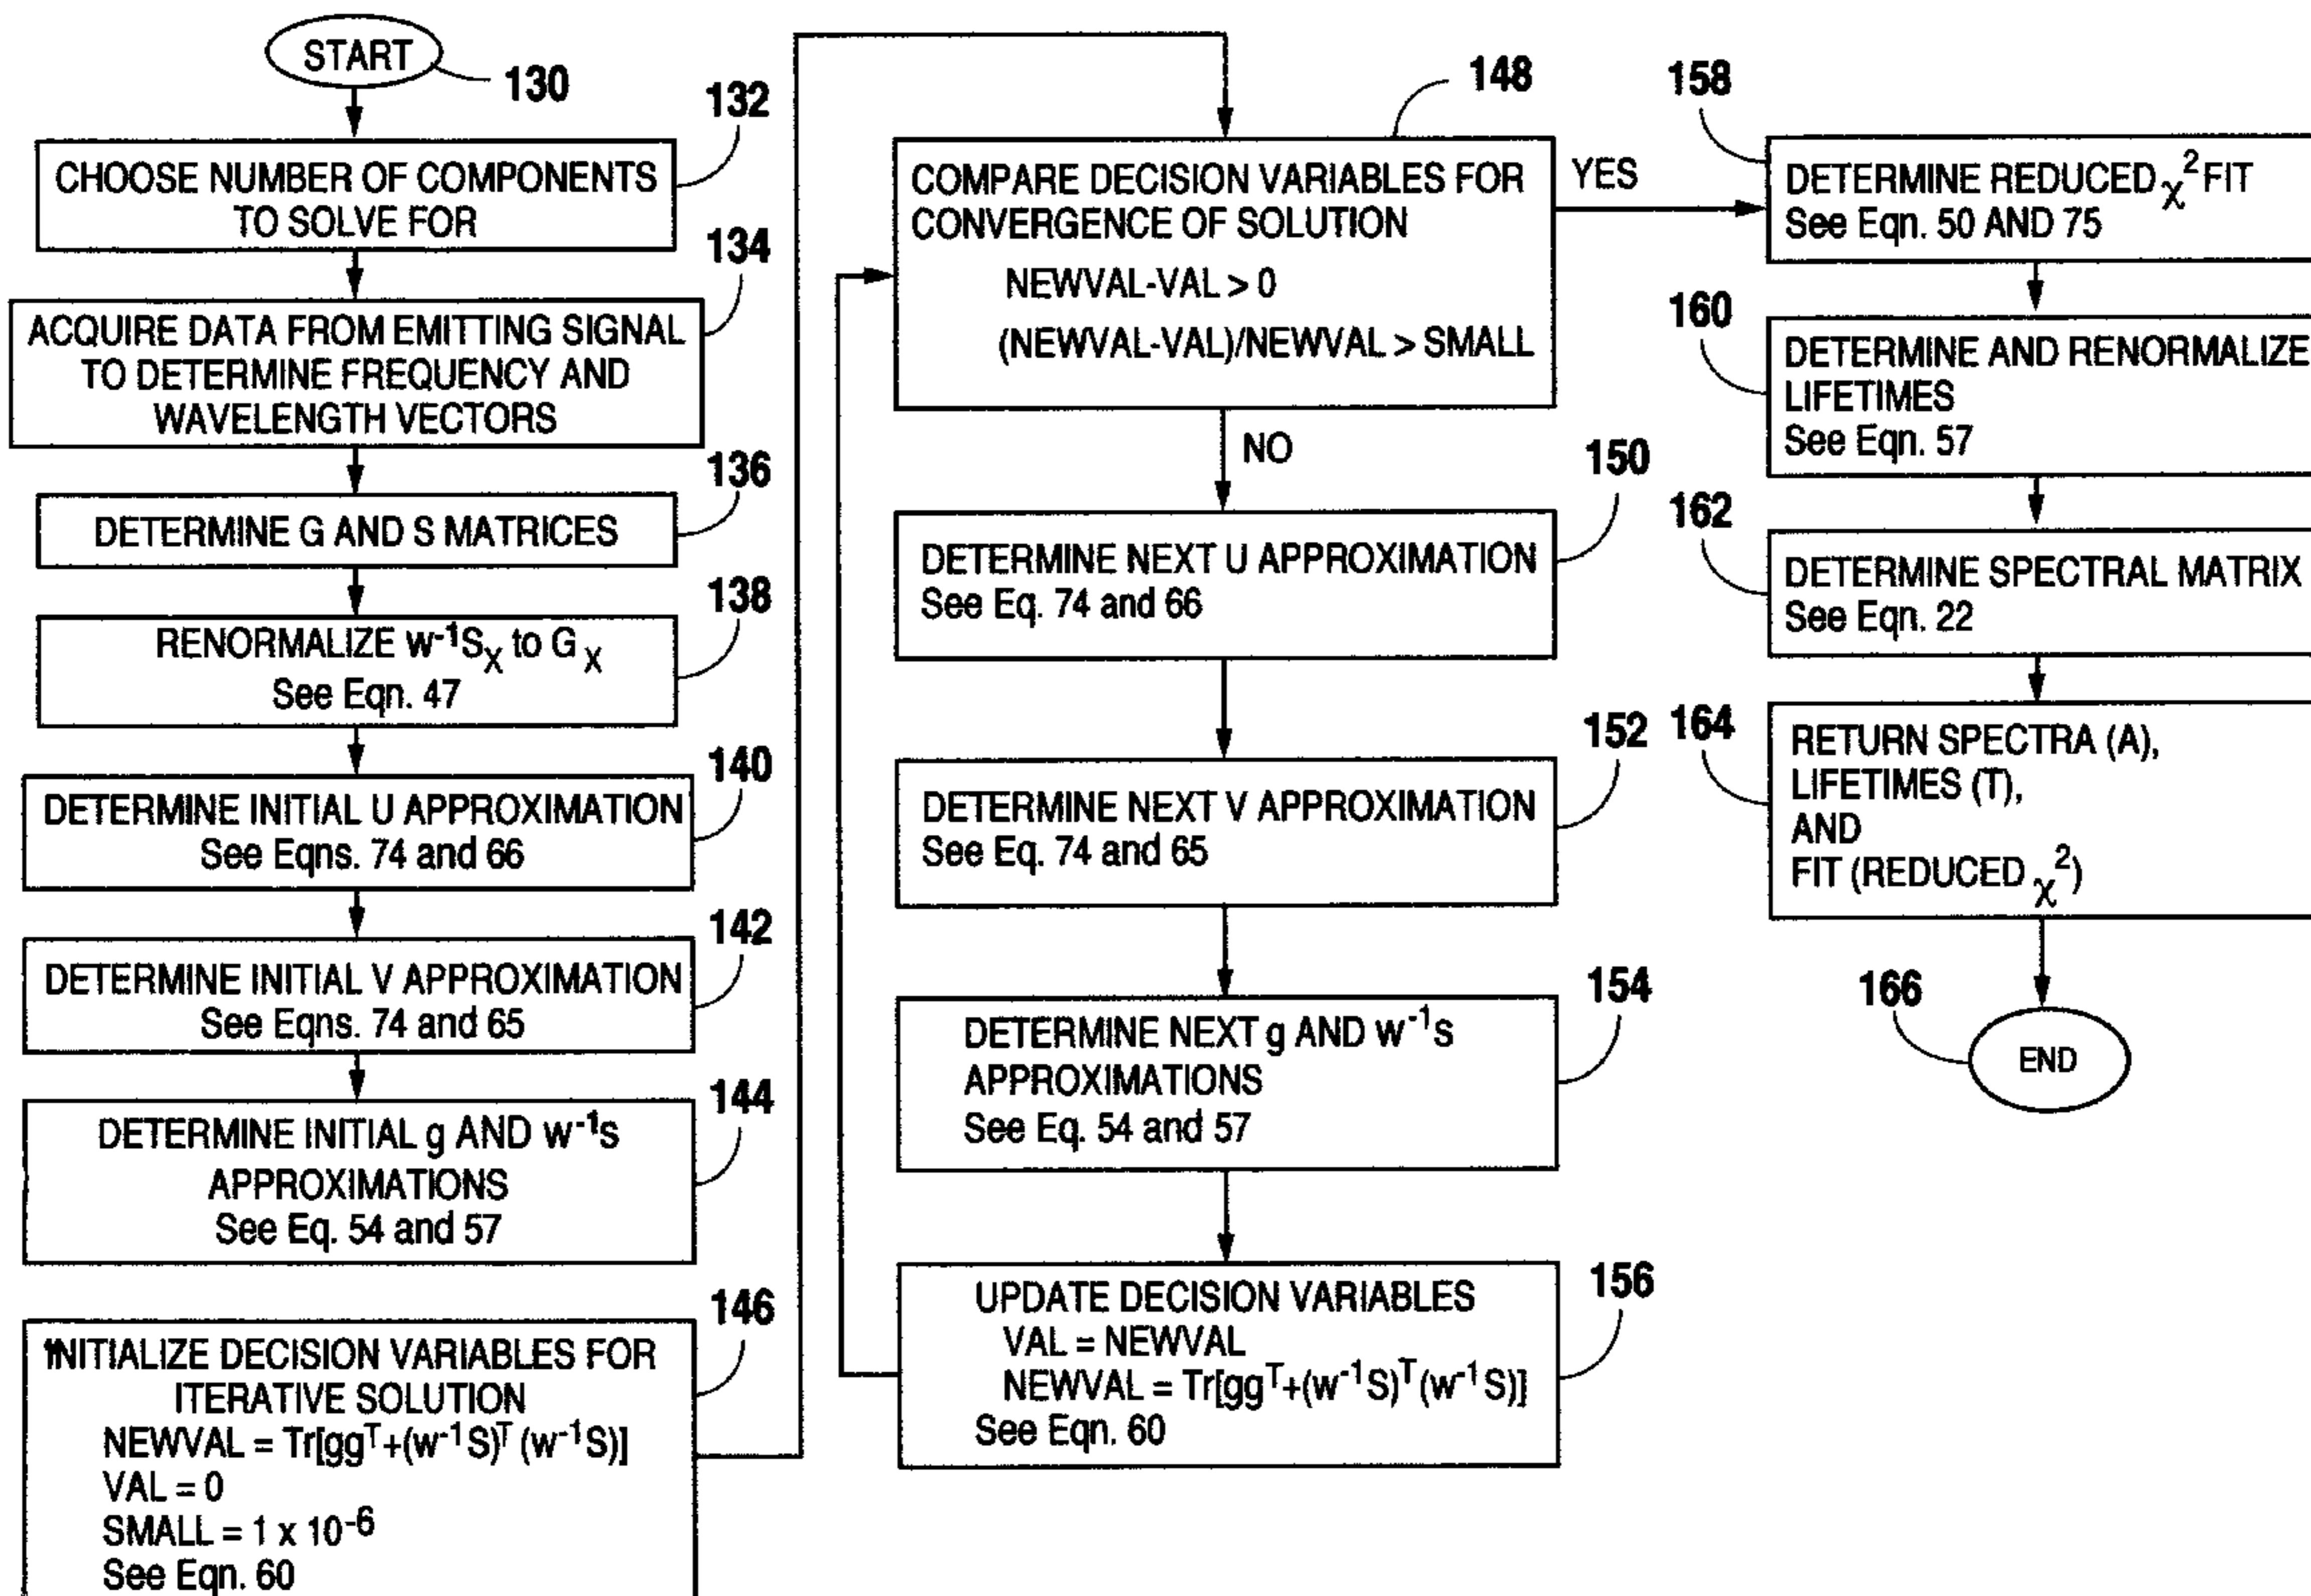 START
130
132
CHOOSE NUMBER OF COMPONENTS
TO SOLVE FOR
134
ACQUIRE DATA FROM EMITTING SIGNAL
TO DETERMINE FREQUENCY AND
WAVELENGTH VECTORS
136
DETERMINE G AND S MATRICES
138
RENORMALIZE w⁻¹Sₓ to Gₓ
See Eqn. 47
140
DETERMINE INITIAL U APPROXIMATION
See Eqns. 74 and 66
142
DETERMINE INITIAL V APPROXIMATION
See Eqns. 74 and 65
144
DETERMINE INITIAL g AND w⁻¹s
APPROXIMATIONS
See Eq. 54 and 57
146
INITIALIZE DECISION VARIABLES FOR
ITERATIVE SOLUTION
NEWVAL = Tr[ggᵀ+(w⁻¹S)ᵀ(w⁻¹S)]
VAL = 0
SMALL = 1 x 10⁻⁶
See Eqn. 60
148
COMPARE DECISION VARIABLES FOR
CONVERGENCE OF SOLUTION
NEWVAL-VAL > 0
(NEWVAL-VAL)/NEWVAL > SMALL
YES
NO
150
DETERMINE NEXT U APPROXIMATION
See Eq. 74 and 66
152
DETERMINE NEXT V APPROXIMATION
See Eq. 74 and 65
154
DETERMINE NEXT g AND w⁻¹s
APPROXIMATIONS
See Eq. 54 and 57
156
UPDATE DECISION VARIABLES
VAL = NEWVAL
NEWVAL = Tr[ggᵀ+(w⁻¹S)ᵀ(w⁻¹S)]
See Eqn. 60
158
DETERMINE REDUCED χ² FIT
See Eqn. 50 AND 75
160
DETERMINE AND RENORMALIZE
LIFETIMES
See Eqn. 57
162
DETERMINE SPECTRAL MATRIX
See Eqn. 22
164
RETURN SPECTRA (A),
LIFETIMES (T),
AND
FIT (REDUCED χ²)
166
END